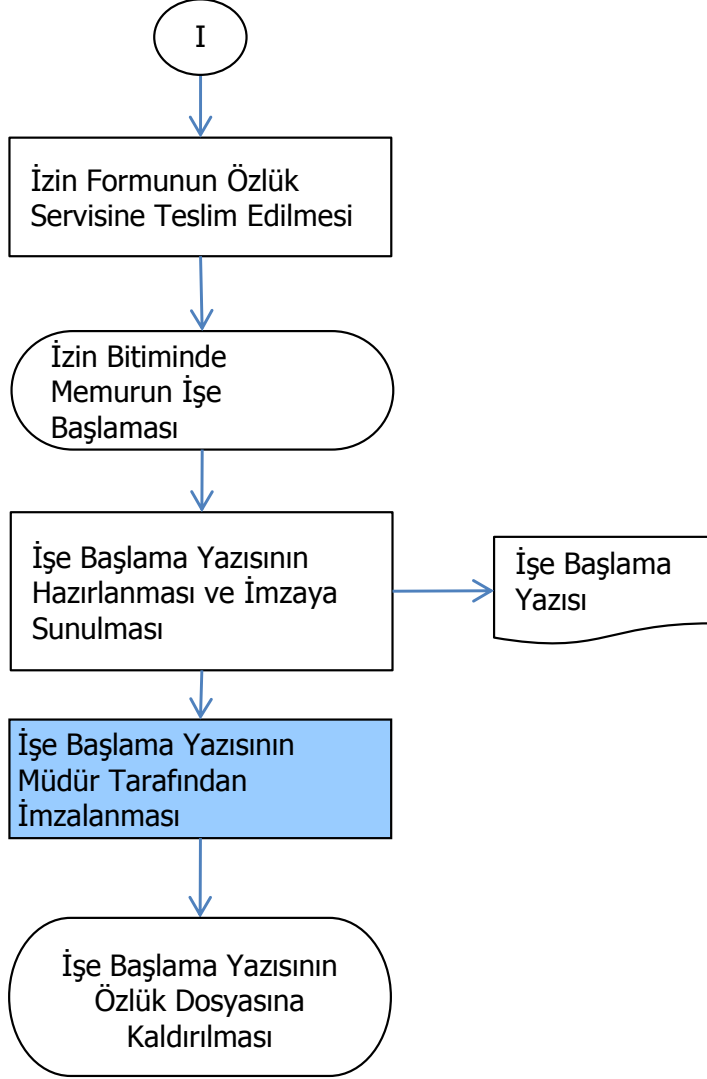 I
İzin Formunun Özlük
Servisine Teslim Edilmesi
İzin Bitiminde
Memurun İşe
Başlaması
İşe Başlama Yazısının
Hazırlanması ve İmzaya
Sunulması
İşe Başlama
Yazısı
İşe Başlama Yazısının
Müdür Tarafından
İmzalanması
İşe Başlama Yazısının
Özlük Dosyasına
Kaldırılması